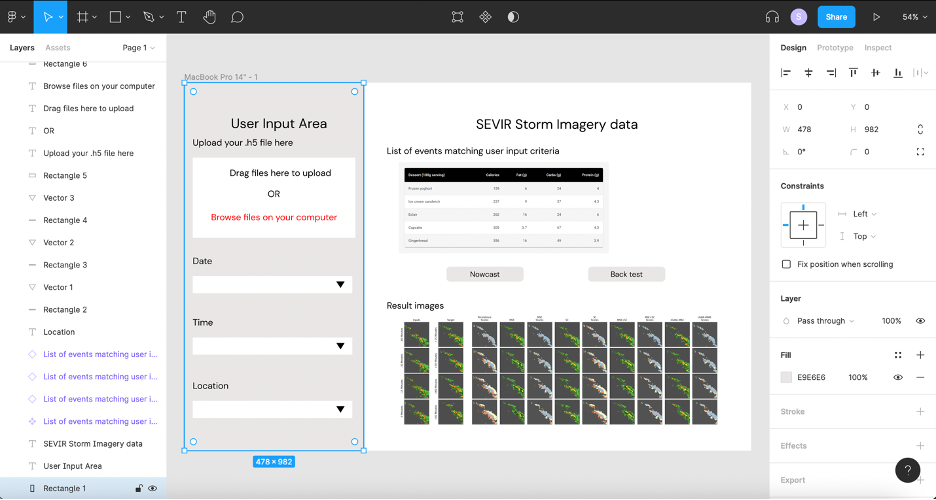 S
Share
54%
Layers
Assets
Page 1
Rectangle 6
Browse files on your computer
Drag files here to upload
OR
Upload your .h5 file here
Rectangle 5
Vector 3
Rectangle 4
Vector 2
Rectangle 3
Vector 1
Rectangle 2
Location
List of events matching user i...
List of events matching user i...
List of events matching user i...
List of events matching user i...
SEVIR Storm Imagery data
User Input Area
Rectangle 1
MacBook Pro 14" - 1
User Input Area
Upload your .h5 file here
Drag files here to upload
OR
Browse files on your computer
Date
Time
Location
478 × 982
SEVIR Storm Imagery data
List of events matching user input criteria
Dessert (100g serving) Calories Fat (g) Carbs (g) Protein (g)
Frozen yoghurt 159 6 24 4
Ice cream sandwich 237 9 37 4.3
Eclair 262 16 24 6
Cupcake 305 3.7 67 4.3
Gingerbread 356 16 49 3.9
Nowcast
Back test
Result images
Design
Prototype
Inspect
X 0
Y 0
W 478
H 982
0°
0
Constraints
Left
Top
Fix position when scrolling
Layer
Pass through
100%
Fill
E9E6E6
100%
Stroke
Effects
Export
?